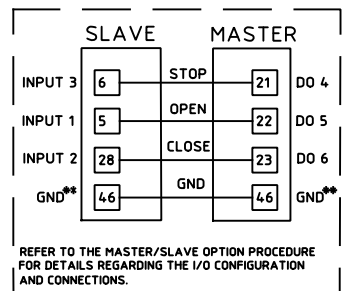 SLAVE MASTER
INPUT 3 6 STOP 21 DO 4
INPUT 1 5 OPEN 22 DO 5
INPUT 2 28 CLOSE 23 DO 6
GND** 46 GND 46 GND**
REFER TO THE MASTER/SLAVE OPTION PROCEDURE
FOR DETAILS REGARDING THE I/O CONFIGURATION
AND CONNECTIONS.